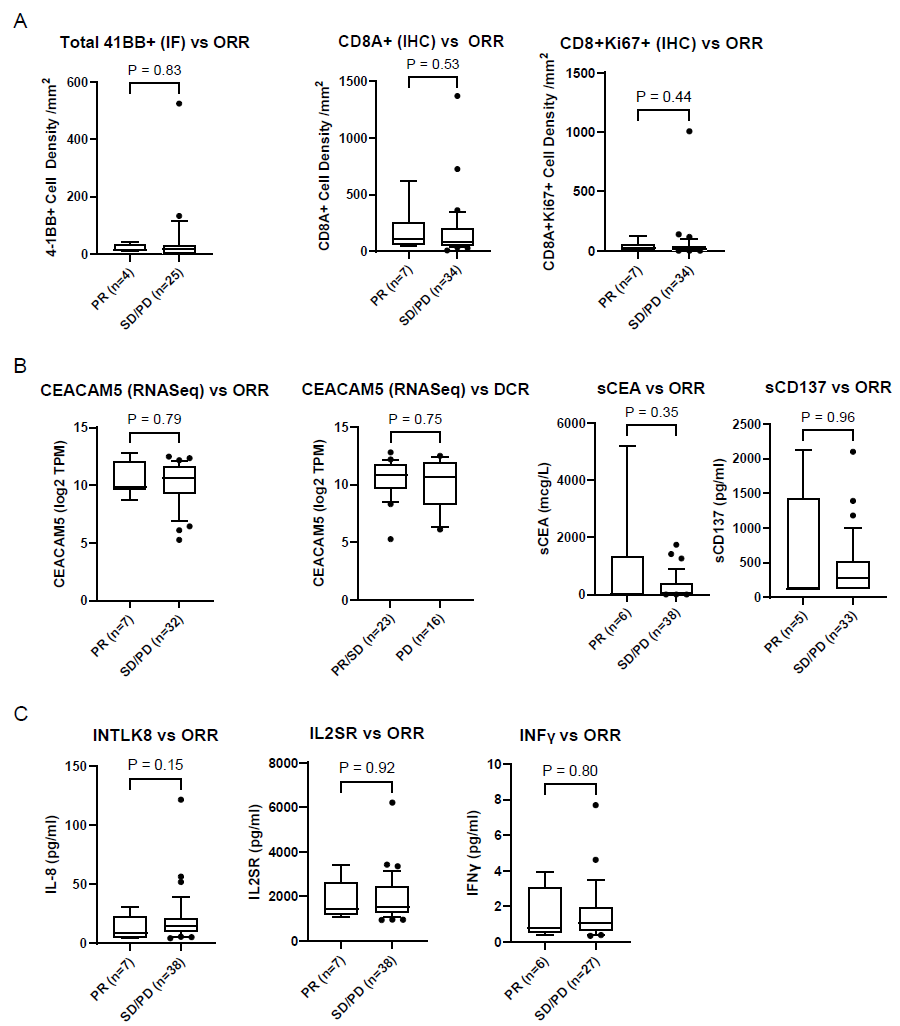 A
Total 41BB+ (IF) vs ORR
P = 0.83
4-1BB+ Cell Density /mm2
600
400
200
0
PR (n=4)
SD/PD (n=25)
CD8A+ (IHC) vs ORR
P = 0.53
CD8A+ Cell Density /mm2
1500
1000
500
0
PR (n=7)
SD/PD (n=34)
CD8+Ki67+ (IHC) vs ORR
P = 0.44
CD8A+Ki67+ Cell Density /mm2
1500
1000
500
0
PR (n=7)
SD/PD (n=34)
B
CEACAM5 (RNASeq) vs ORR
P = 0.79
CEACAM5 (log2 TPM)
15
10
5
0
PR (n=7)
SD/PD (n=32)
CEACAM5 (RNASeq) vs DCR
P = 0.75
CEACAM5 (log2 TPM)
15
10
5
0
PR/SD (n=23)
PD (n=16)
sCEA vs ORR
P = 0.35
sCEA (mcg/L)
6000
4000
2000
0
PR (n=6)
SD/PD (n=38)
sCD137 vs ORR
P = 0.96
sCD137 (pg/ml)
2500
2000
1500
1000
500
0
PR (n=5)
SD/PD (n=33)
C
INTLK8 vs ORR
P = 0.15
IL-8 (pg/ml)
150
100
50
0
PR (n=7)
SD/PD (n=38)
IL2SR vs ORR
P = 0.92
IL2SR (pg/ml)
8000
6000
4000
2000
0
PR (n=7)
SD/PD (n=38)
INFγ vs ORR
P = 0.80
IFNγ (pg/ml)
10
8
6
4
2
0
PR (n=6)
SD/PD (n=27)